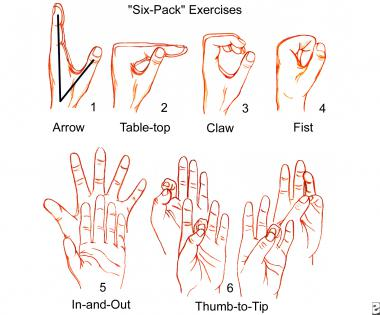 "Six-Pack" Exercises
1 2 3 4
Arrow Table-top Claw Fist
5 6
In-and-Out Thumb-to-Tip